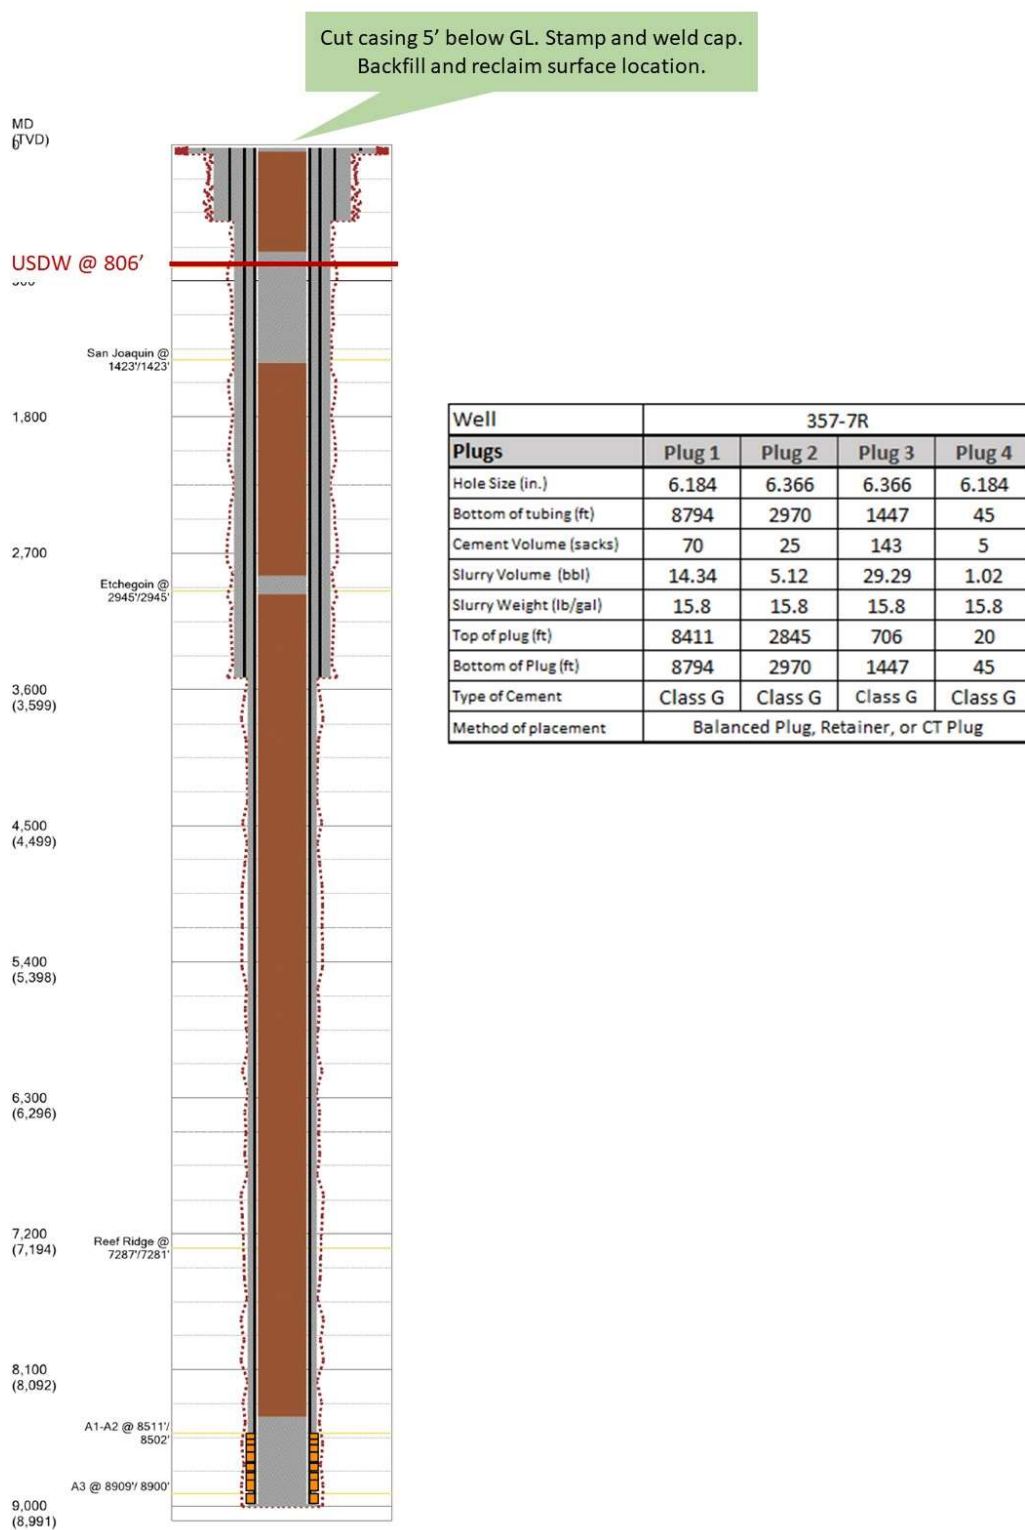 Cut casing 5’ below GL. Stamp and weld cap.
Backfill and reclaim surface location.
MD
(TVD)
0
USDW @ 806’
San Joaquin @
1423'/1423'
1,800
2,700
Etchegoin @
2945'/2945'
3,600
(3,599)
4,500
(4,499)
5,400
(5,398)
6,300
(6,296)
7,200
(7,194)
Reef Ridge @
7287'/7281'
8,100
(8,092)
A1-A2 @ 8511'/
8502'
A3 @ 8909'/ 8900'
9,000
(8,991)
Well 357-7R
Plugs Plug 1 Plug 2 Plug 3 Plug 4
Hole Size (in.) 6.184 6.366 6.366 6.184
Bottom of tubing (ft) 8794 2970 1447 45
Cement Volume (sacks) 70 25 143 5
Slurry Volume (bbl) 14.34 5.12 29.29 1.02
Slurry Weight (lb/gal) 15.8 15.8 15.8 15.8
Top of plug (ft) 8411 2845 706 20
Bottom of Plug (ft) 8794 2970 1447 45
Type of Cement Class G Class G Class G Class G
Method of placement Balanced Plug, Retainer, or CT Plug